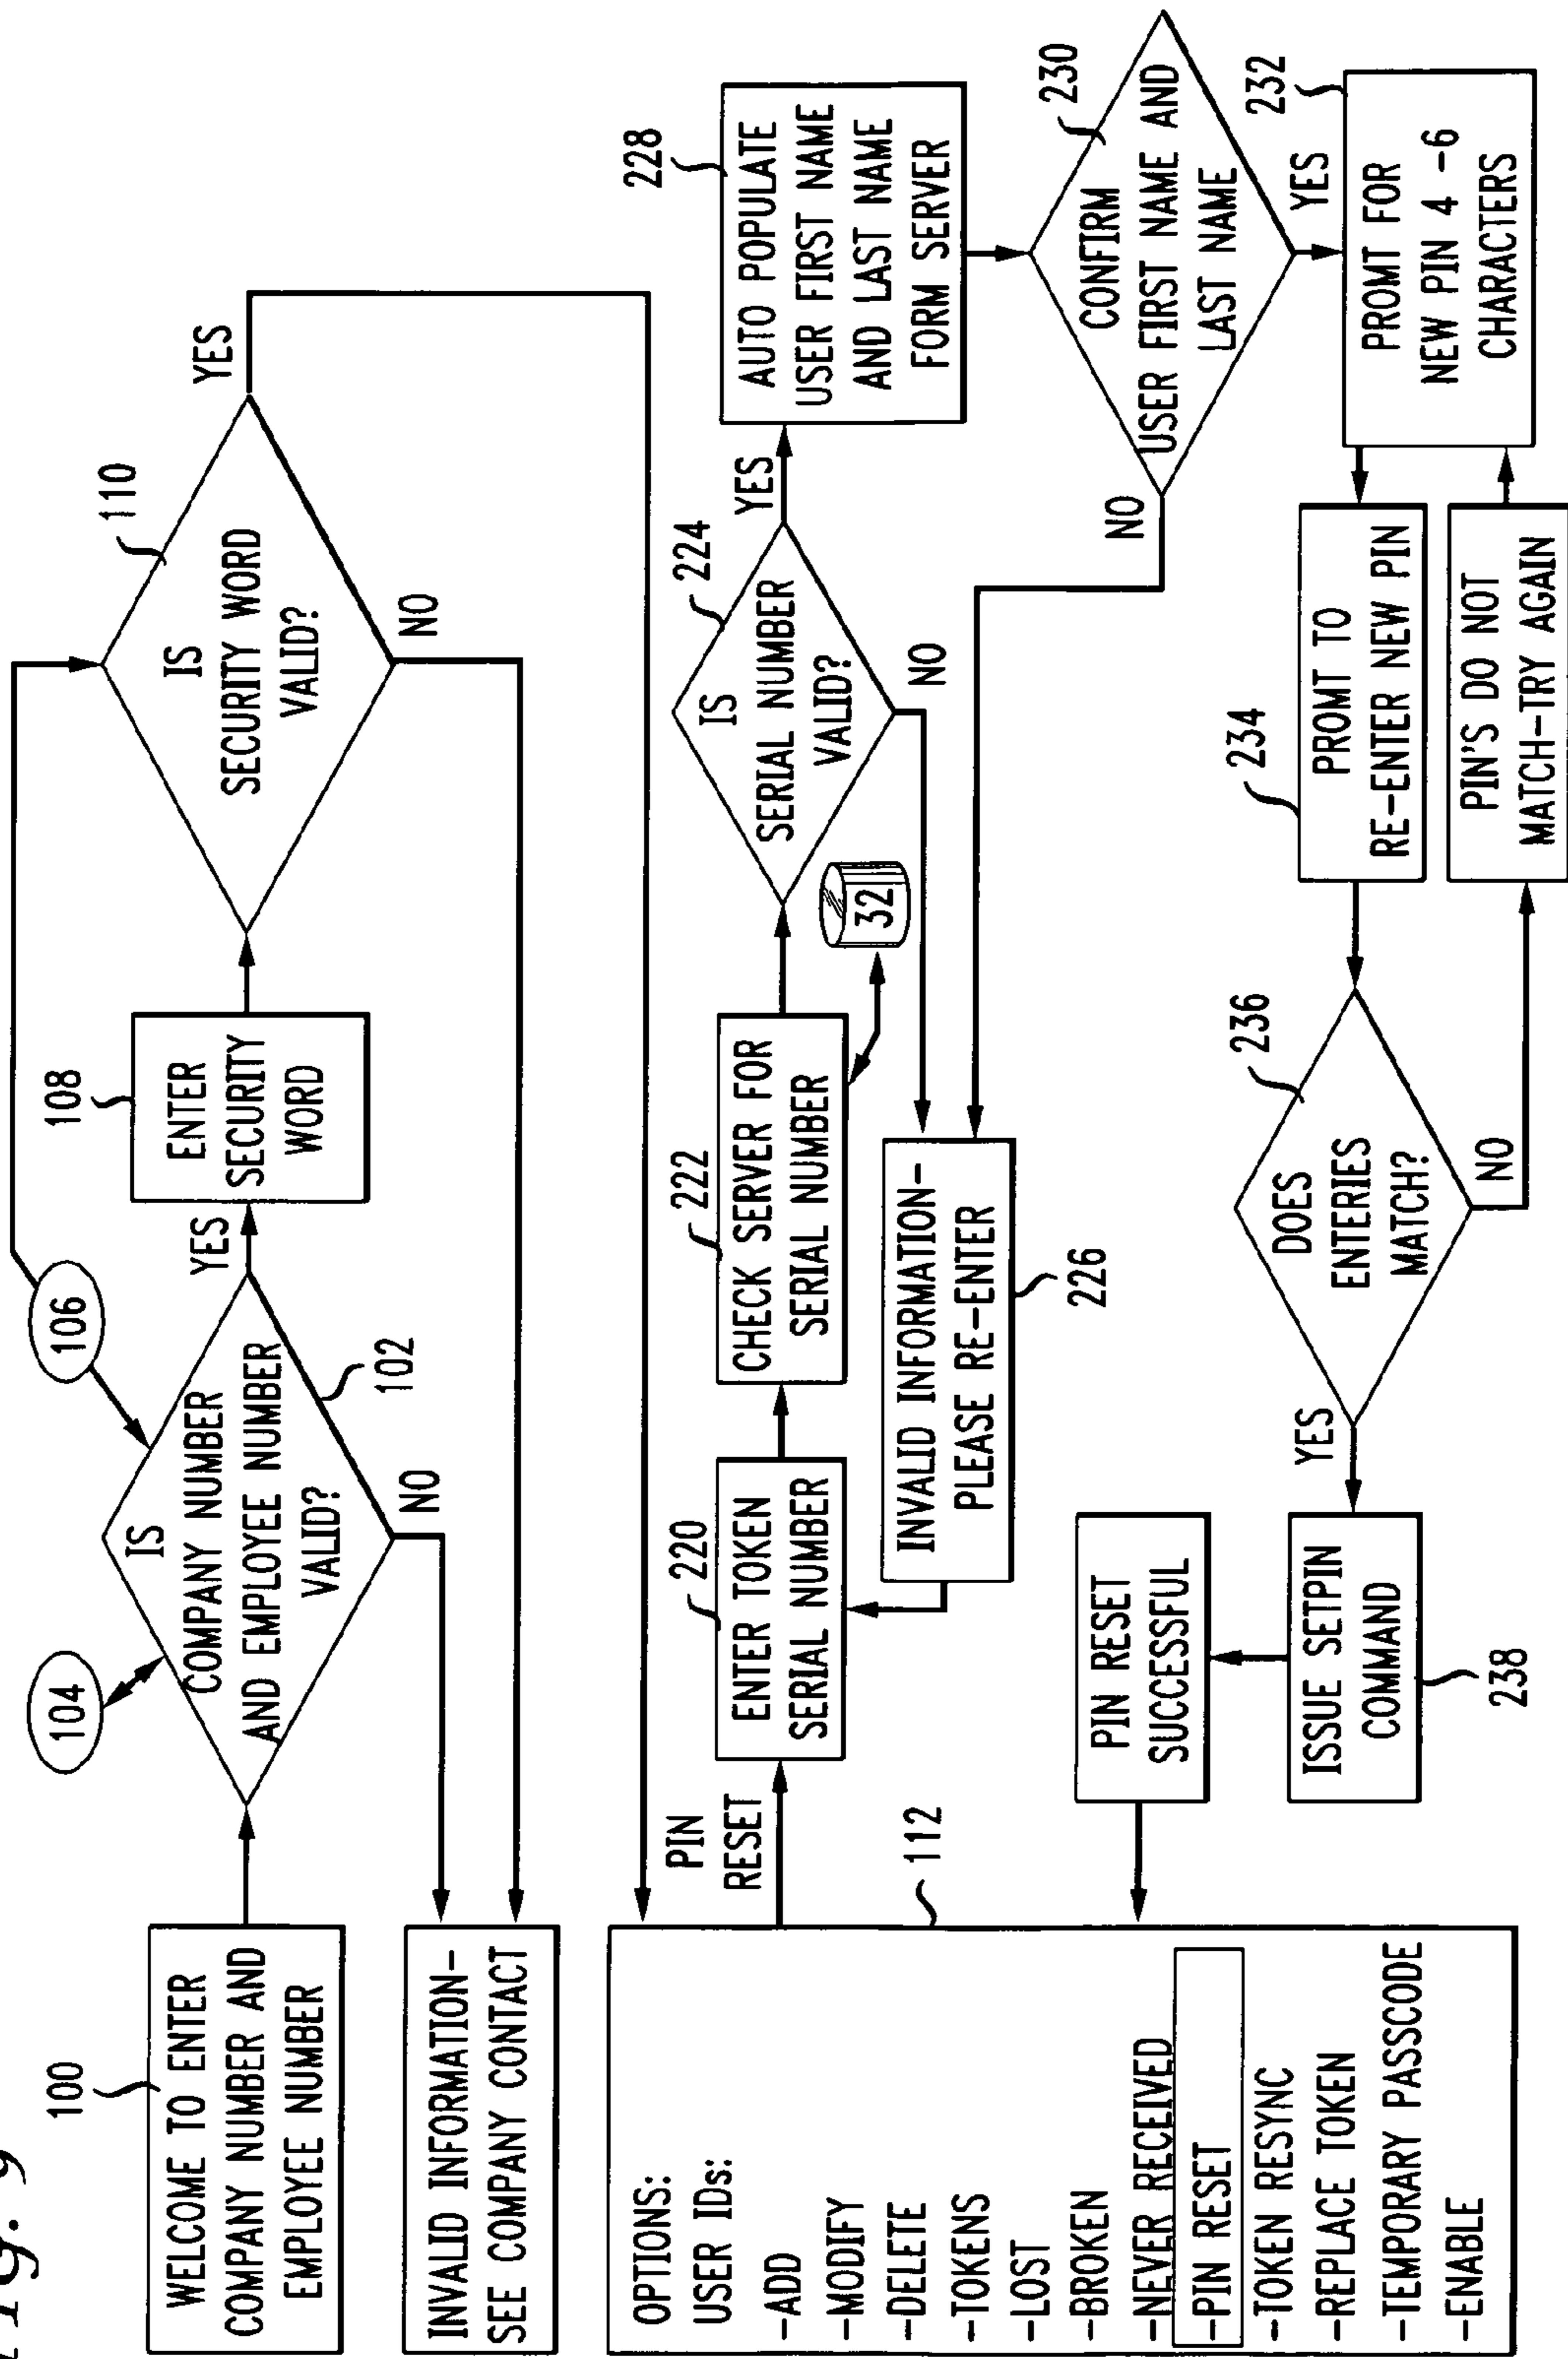 FIG. 9
100
WELCOME TO ENTER
COMPANY NUMBER AND
EMPLOYEE NUMBER
104
106
IS
COMPANY NUMBER
AND EMPLOYEE NUMBER
VALID?
102
YES
NO
108
ENTER
SECURITY
WORD
110
IS
SECURITY WORD
VALID?
YES
NO
INVALID INFORMATION-
SEE COMPANY CONTACT
OPTIONS:
USER IDs:
-ADD
-MODIFY
-DELETE
-TOKENS
-LOST
-BROKEN
-NEVER RECEIVED
-PIN RESET
-TOKEN RESYNC
-REPLACE TOKEN
-TEMPORARY PASSCODE
-ENABLE
112
PIN
RESET
220
ENTER TOKEN
SERIAL NUMBER
222
CHECK SERVER FOR
SERIAL NUMBER
32
224
IS
SERIAL NUMBER
VALID?
YES
NO
INVALID INFORMATION-
PLEASE RE-ENTER
226
228
AUTO POPULATE
USER FIRST NAME
AND LAST NAME
FORM SERVER
230
CONFIRM
USER FIRST NAME AND
LAST NAME
NO
YES
232
PROMT FOR
NEW PIN 4 -6
CHARACTERS
234
PROMT TO
RE-ENTER NEW PIN
PIN'S DO NOT
MATCH-TRY AGAIN
236
DOES
ENTERIES
MATCH?
YES
NO
ISSUE SETPIN
COMMAND
238
PIN RESET
SUCCESSFUL